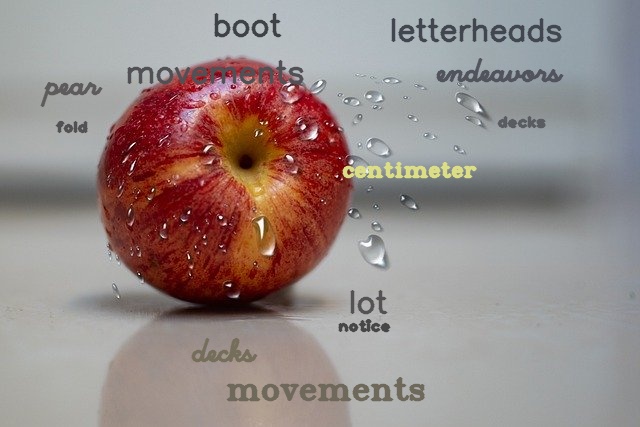 boot
letterheads
movements
endeavors
pear
fold
decks
centimeter
lot
notice
decks
movements